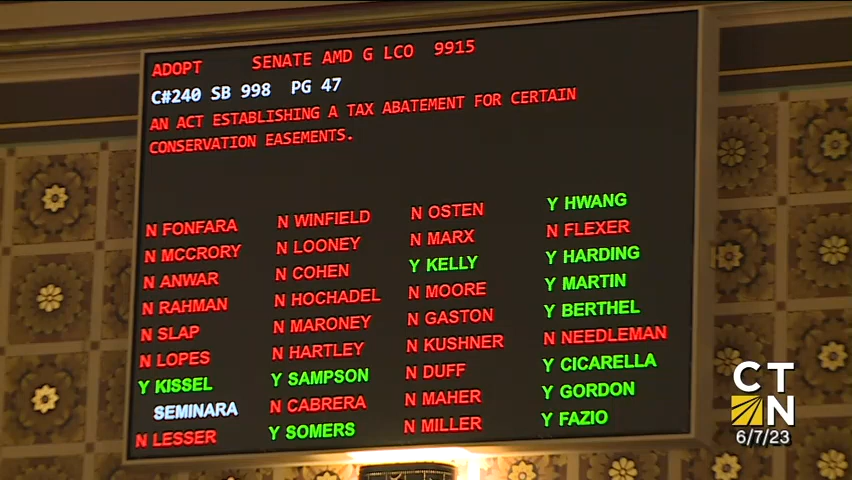 ADOPT SENATE AMD G LCO 9915
C#240 SB 998 PG 47
AN ACT ESTABLISHING A TAX ABATEMENT FOR CERTAIN
CONSERVATION EASEMENTS.
N FONFARA N WINFIELD N OSTEN Y HWANG
N MCCRORY N LOONEY N MARX N FLEXER
N ANWAR N COHEN Y KELLY Y HARDING
N RAHMAN N HOCHADEL N MOORE Y MARTIN
N SLAP N MARONEY N GASTON Y BERTHEL
N LOPES N HARTLEY N KUSHNER N NEEDLEMAN
Y KISSEL Y SAMPSON N DUFF Y CICARELLA
SEMINARA N CABRERA N MAHER Y GORDON
N LESSER Y SOMERS N MILLER Y FAZIO
CT
N
6/7/23